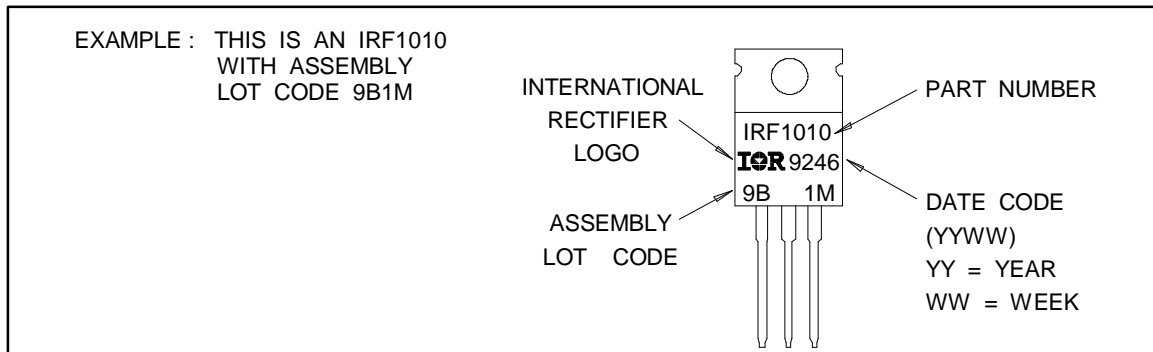 EXAMPLE : THIS IS AN IRF1010
WITH ASSEMBLY
LOT CODE 9B1M
INTERNATIONAL
RECTIFIER
LOGO
ASSEMBLY
LOT CODE
IRF1010
IOR 9246
9B 1M
PART NUMBER
DATE CODE
(YYWW)
YY = YEAR
WW = WEEK